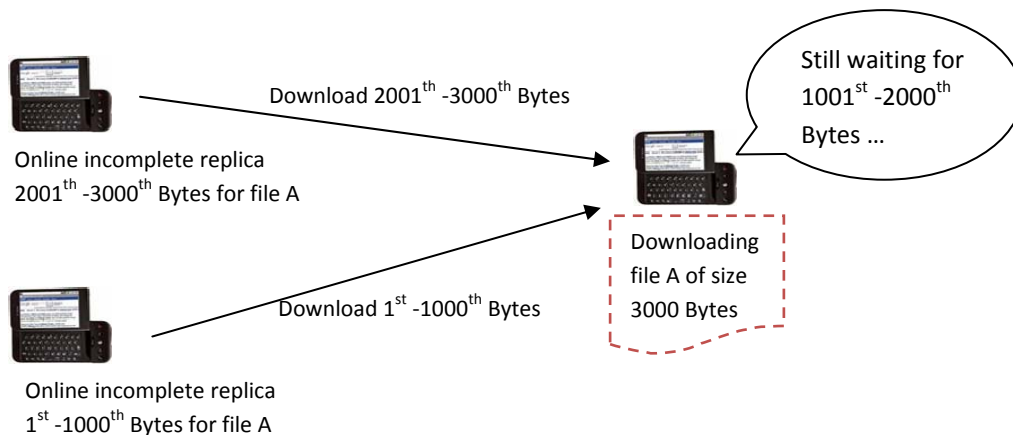 Online incomplete replica
2001th -3000th Bytes for file A
Download 2001th -3000th Bytes
Still waiting for
1001st -2000th
Bytes ...
Downloading
file A of size
3000 Bytes
Download 1st -1000th Bytes
Online incomplete replica
1st -1000th Bytes for file A